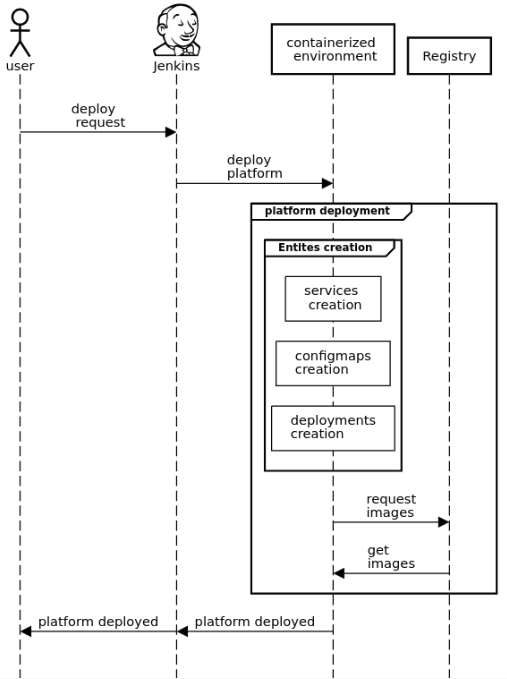 user
Jenkins
containerized
environment
Registry
deploy
request
deploy
platform
platform deployment
Entites creation
services
creation
configmaps
creation
deployments
creation
request
images
get
images
platform deployed
platform deployed